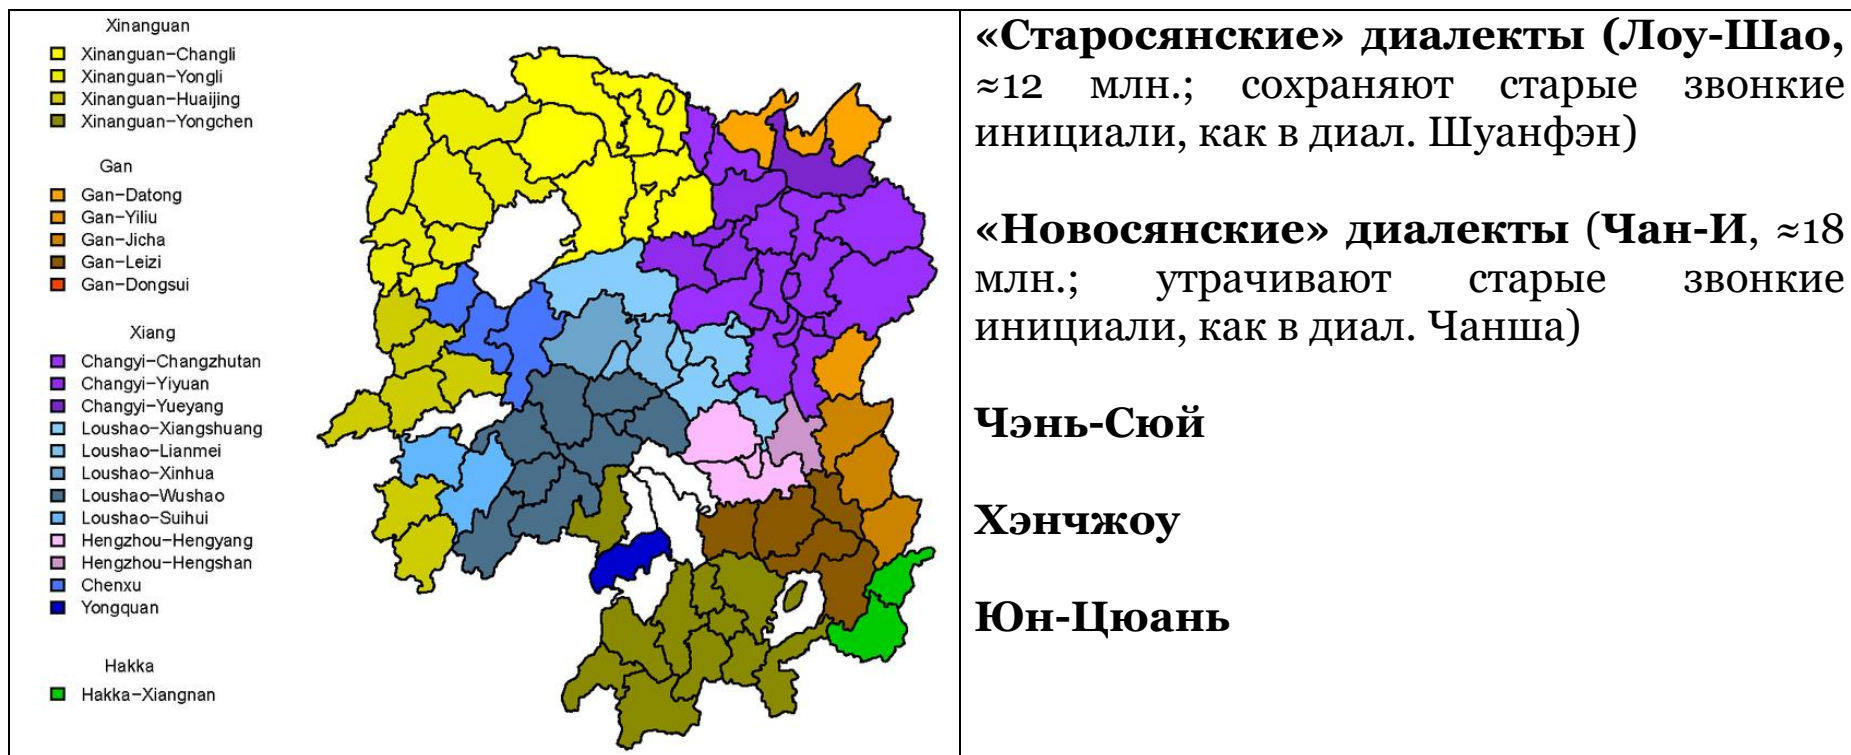 Xinanguan
Xinanguan-Changli
Xinanguan-Yongli
Xinanguan-Huaijing
Xinanguan-Yongchen
Gan
Gan-Datong
Gan-Yiliu
Gan-Jicha
Gan-Leizi
Gan-Dongsui
Xiang
Changyi-Changzhutan
Changyi-Yiyuan
Changyi-Yueyang
Loushao-Xiangshuang
Loushao-Lianmei
Loushao-Xinhua
Loushao-Wushao
Loushao-Suihui
Hengzhou-Hengyang
Hengzhou-Hengshan
Chenxu
Yongquan
Hakka
Hakka-Xiangnan
«Старосянские» диалекты (Лоу-Шао,
≈12 млн.; сохраняют старые звонкие
инициали, как в диал. Шуанфэн)
«Новосянские» диалекты (Чан-И, ≈18
млн.; утрачивают старые звонкие
инициали, как в диал. Чанша)
Чэнь-Сюй
Хэнчжоу
Юн-Цюань